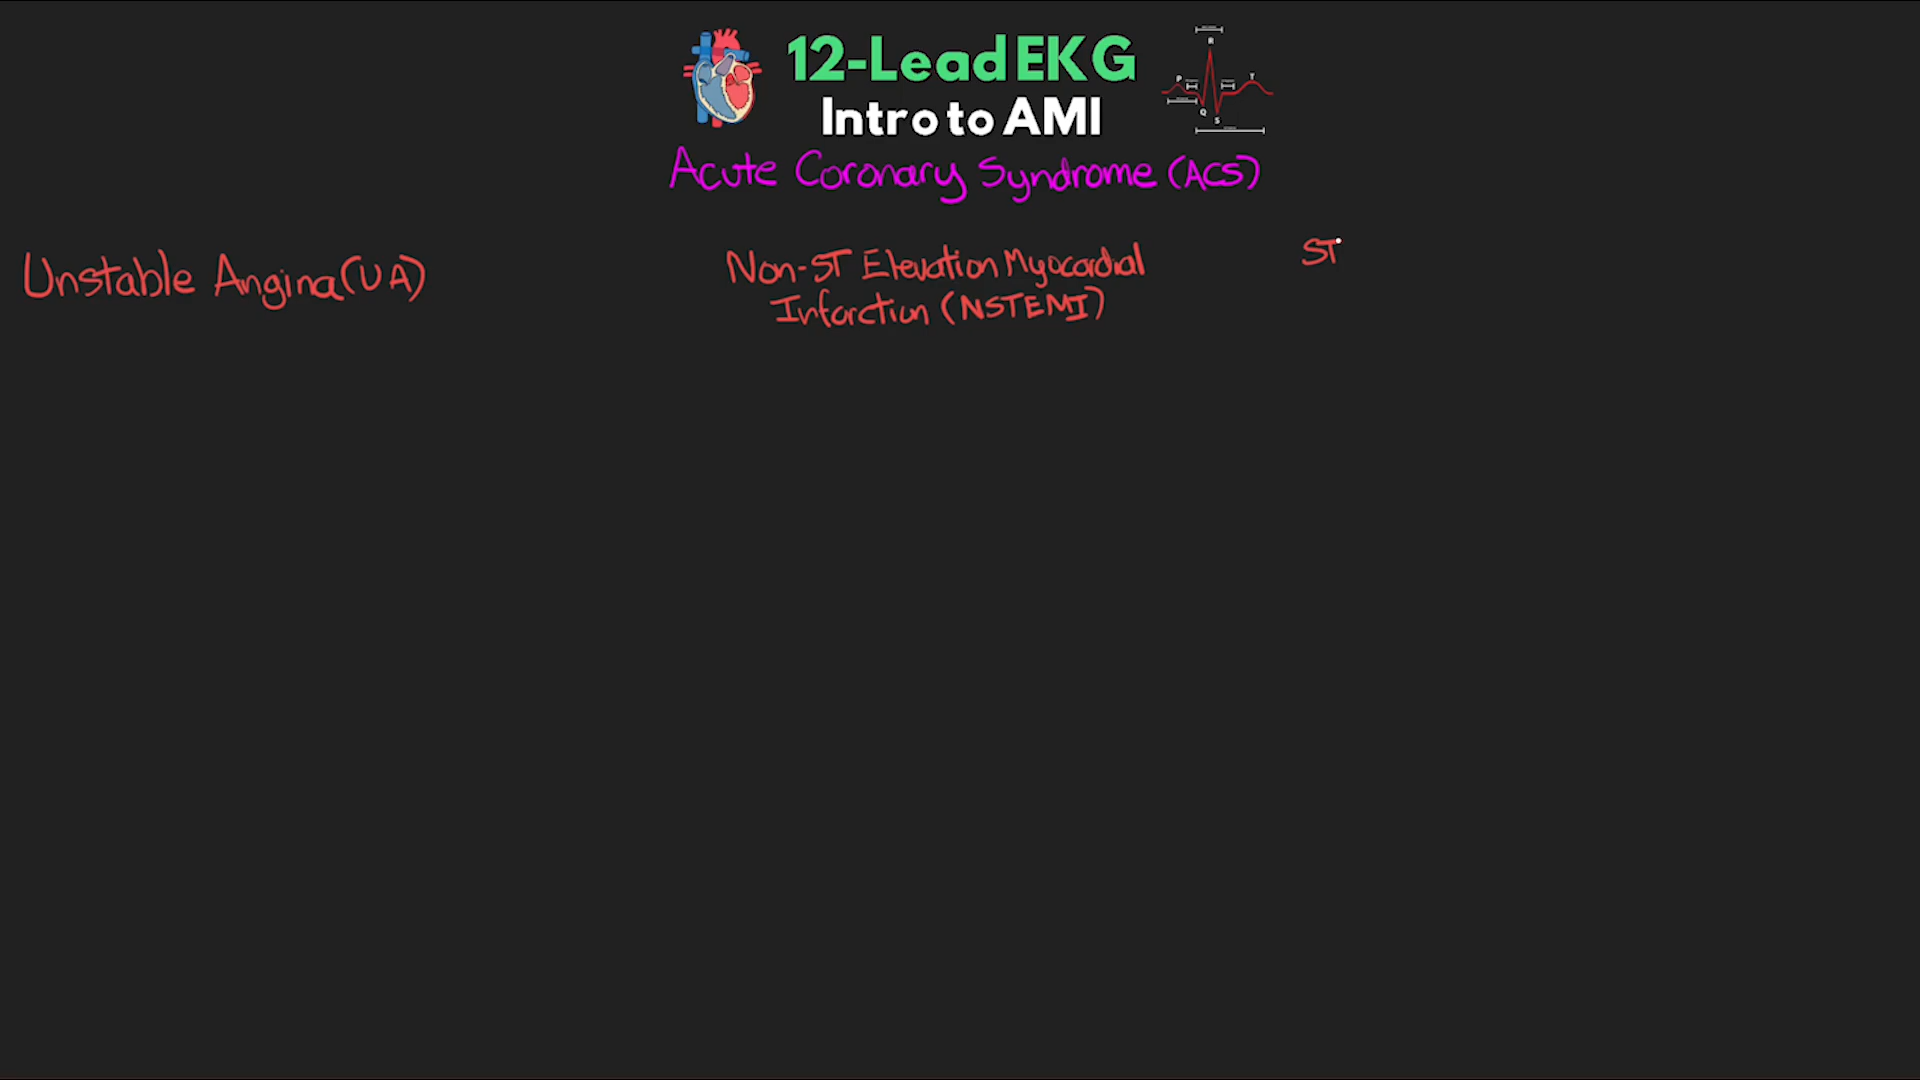 12-Lead EKG
Intro to AMI
R
P
T
Q
S
Acute Coronary Syndrome (ACS)
Unstable Angina (UA)
Non-ST Elevation Myocardial
Infarction (NSTEMI)
ST